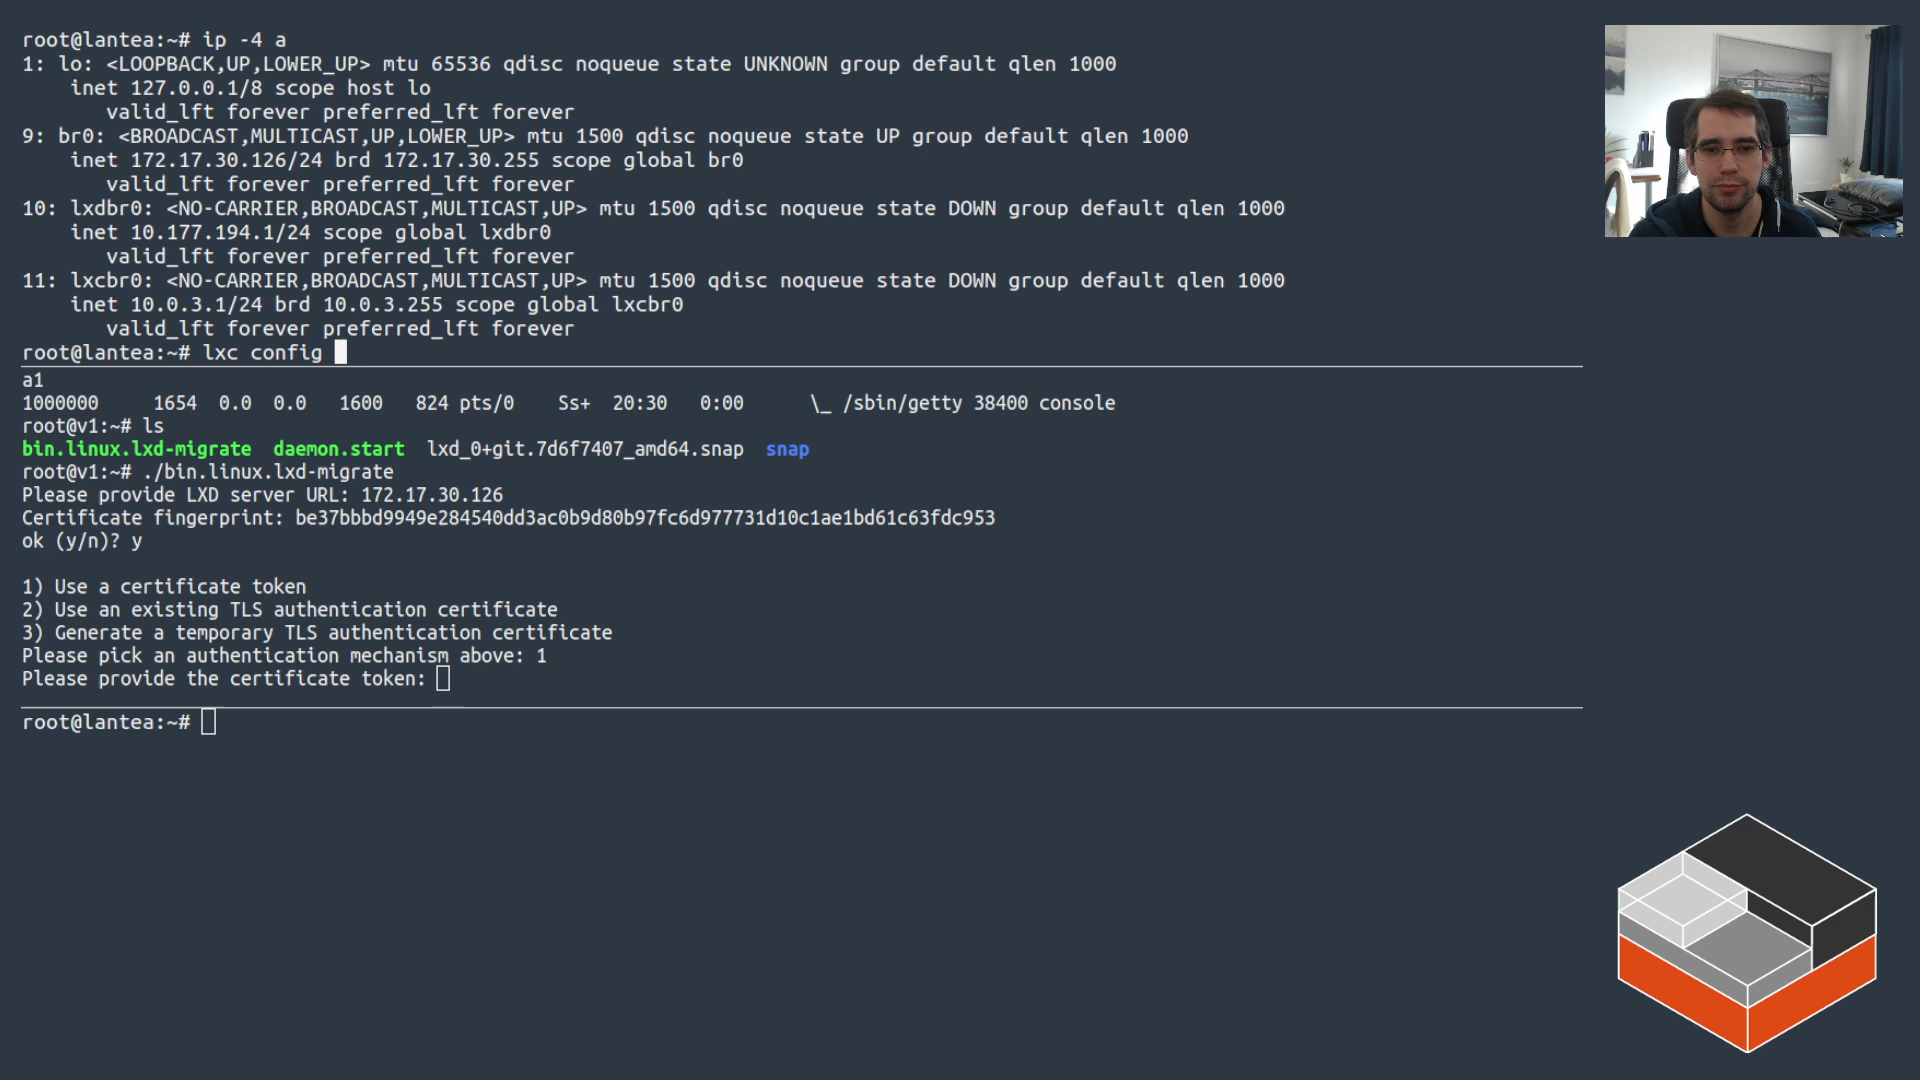 root@lantea:~# ip -4 a
1: lo: <LOOPBACK,UP,LOWER_UP> mtu 65536 qdisc noqueue state UNKNOWN group default qlen 1000
    inet 127.0.0.1/8 scope host lo
       valid_lft forever preferred_lft forever
9: br0: <BROADCAST,MULTICAST,UP,LOWER_UP> mtu 1500 qdisc noqueue state UP group default qlen 1000
    inet 172.17.30.126/24 brd 172.17.30.255 scope global br0
       valid_lft forever preferred_lft forever
10: lxdbr0: <NO-CARRIER,BROADCAST,MULTICAST,UP> mtu 1500 qdisc noqueue state DOWN group default qlen 1000
    inet 10.177.194.1/24 scope global lxdbr0
       valid_lft forever preferred_lft forever
11: lxcbr0: <NO-CARRIER,BROADCAST,MULTICAST,UP> mtu 1500 qdisc noqueue state DOWN group default qlen 1000
    inet 10.0.3.1/24 brd 10.0.3.255 scope global lxcbr0
       valid_lft forever preferred_lft forever
root@lantea:~# lxc config
a1
1000000     1654  0.0  0.0   1600   824 pts/0    Ss+  20:30   0:00      \_ /sbin/getty 38400 console
root@v1:~# ls
bin.linux.lxd-migrate  daemon.start  lxd_0+git.7d6f7407_amd64.snap  snap
root@v1:~# ./bin.linux.lxd-migrate
Please provide LXD server URL: 172.17.30.126
Certificate fingerprint: be37bbbd9949e284540dd3ac0b9d80b97fc6d977731d10c1ae1bd61c63fdc953
ok (y/n)? y
1) Use a certificate token
2) Use an existing TLS authentication certificate
3) Generate a temporary TLS authentication certificate
Please pick an authentication mechanism above: 1
Please provide the certificate token:
root@lantea:~#